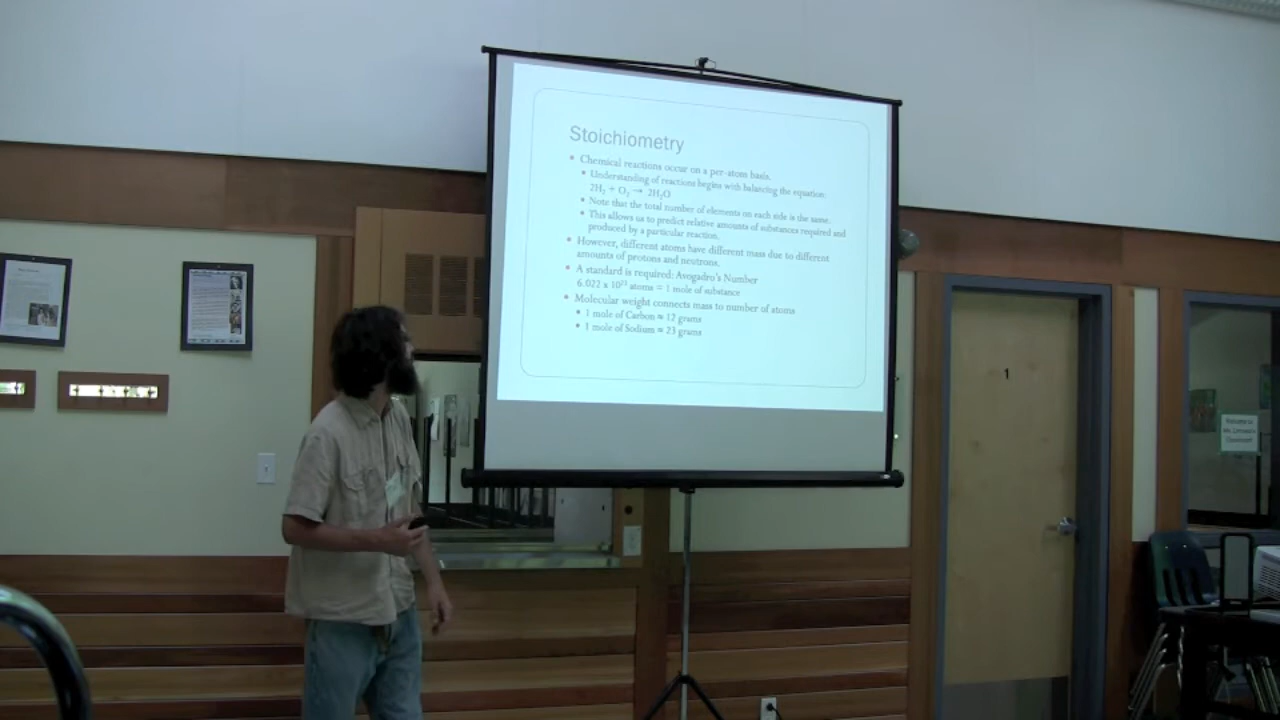 Stoichiometry
• Chemical reactions occur on a per-atom basis.
• Understanding of reactions begins with balancing the equation:
2H₂ + O₂ → 2H₂O
• Note that the total number of elements on each side is the same.
• This allows us to predict relative amounts of substances required and
produced by a particular reaction.
• However, different atoms have different mass due to different
amounts of protons and neutrons.
• A standard is required: Avogadro's Number
6.022 x 10²³ atoms = 1 mole of substance
• Molecular weight connects mass to number of atoms
• 1 mole of Carbon ≈ 12 grams
• 1 mole of Sodium ≈ 23 grams
1
Welcome to